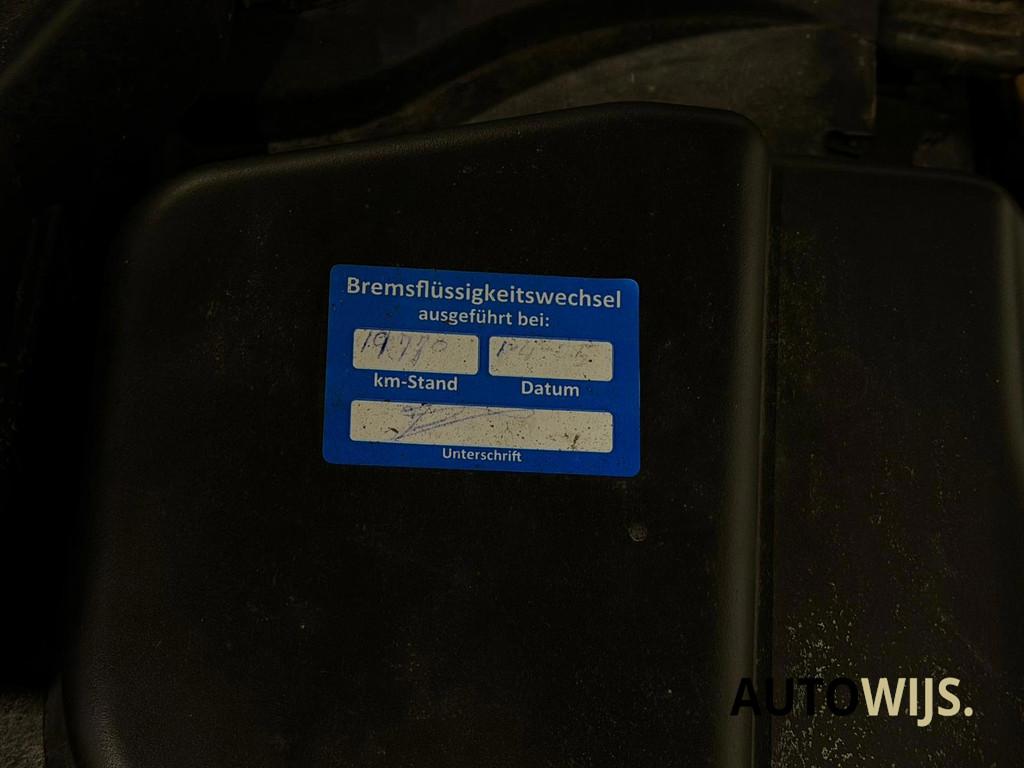 Bremsflüssigkeitswechsel
ausgeführt bei:
km-Stand Datum
Unterschrift
AUTOWIJS.